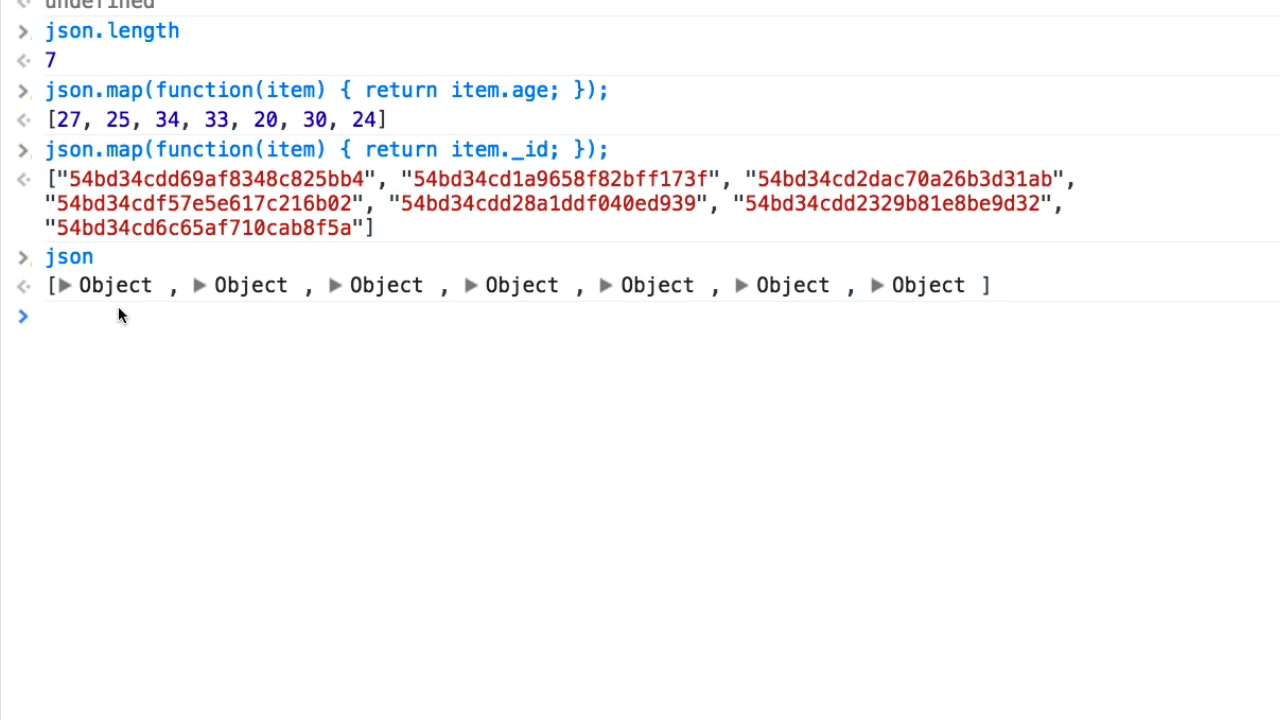 undefined
json.length
7
json.map(function(item) { return item.age; });
[27, 25, 34, 33, 20, 30, 24]
json.map(function(item) { return item._id; });
["54bd34cdd69af8348c825bb4", "54bd34cd1a9658f82bff173f", "54bd34cd2dac70a26b3d31ab",
"54bd34cdf57e5e617c216b02", "54bd34cdd28a1ddf040ed939", "54bd34cdd2329b81e8be9d32",
"54bd34cd6c65af710cab8f5a"]
json
[▶ Object , ▶ Object , ▶ Object , ▶ Object , ▶ Object , ▶ Object , ▶ Object ]